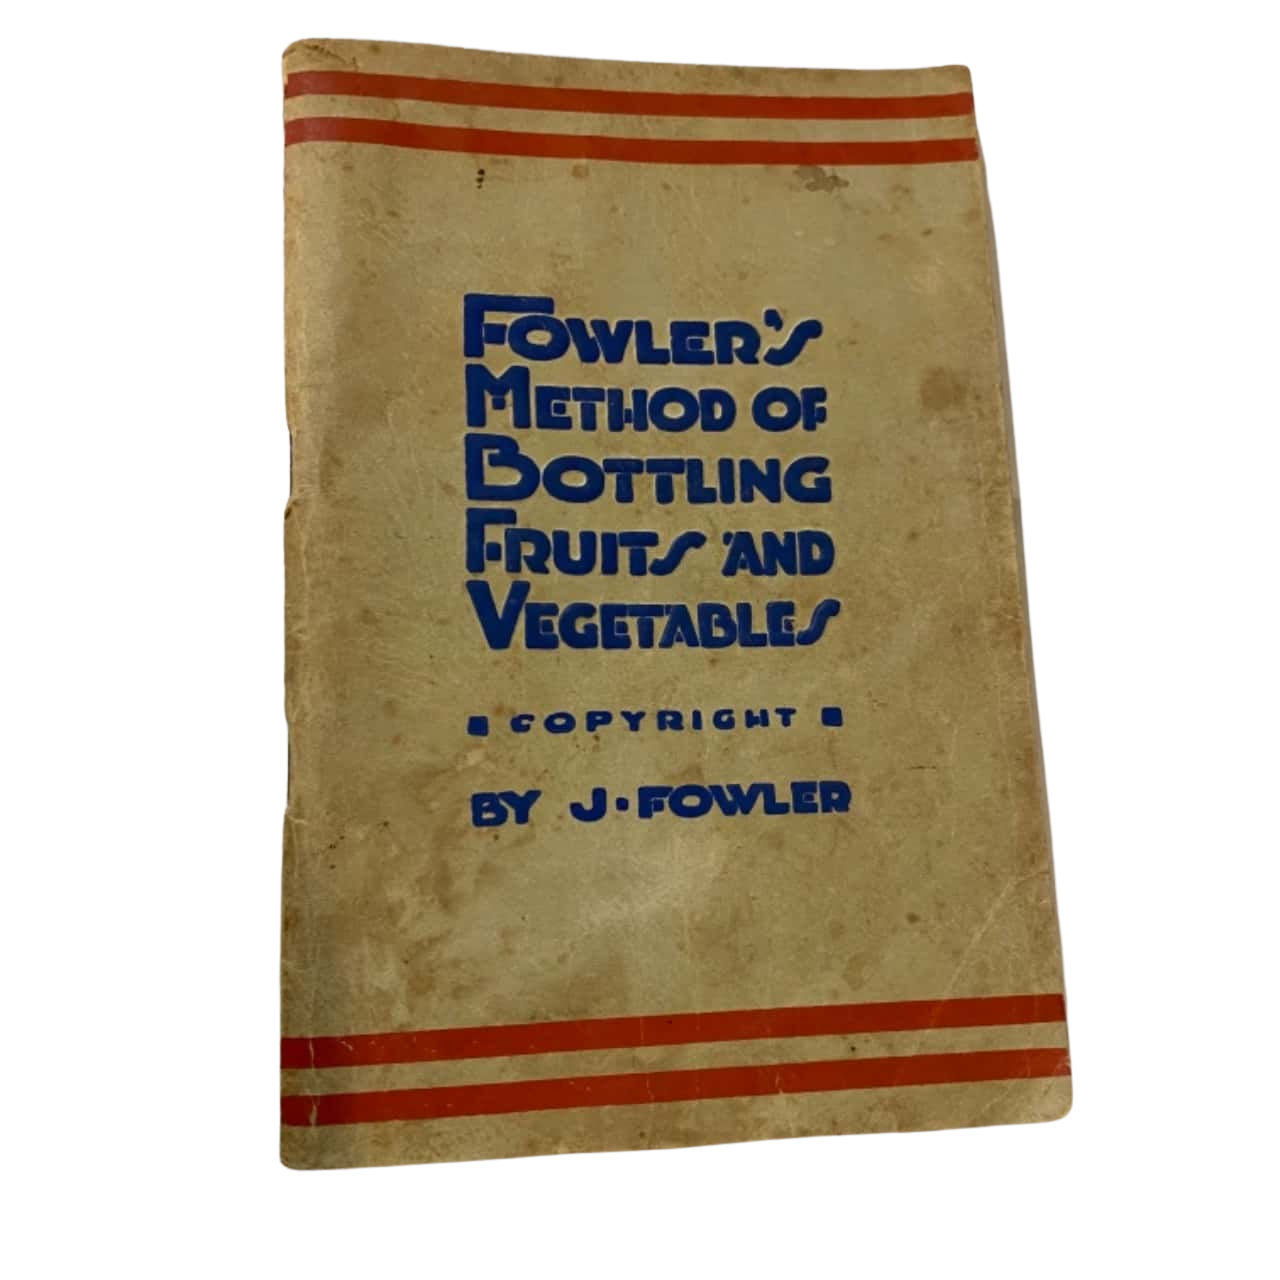 FOWLER'S
METHOD OF
BOTTLING
FRUITS AND
VEGETABLES
▪ COPYRIGHT ▪
BY J·FOWLER